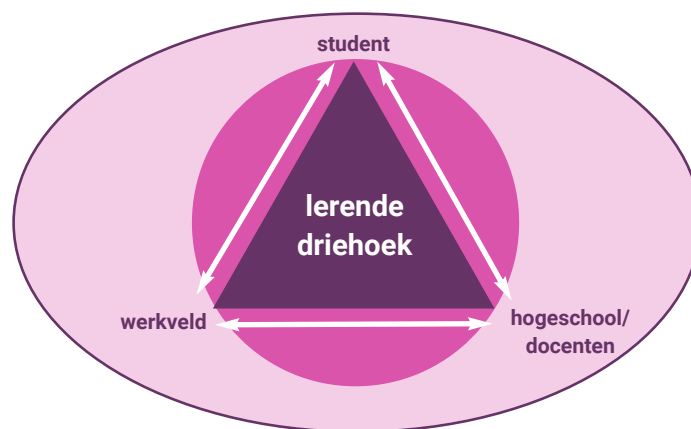 student
lerende
driehoek
werkveld
hogeschool/
docenten